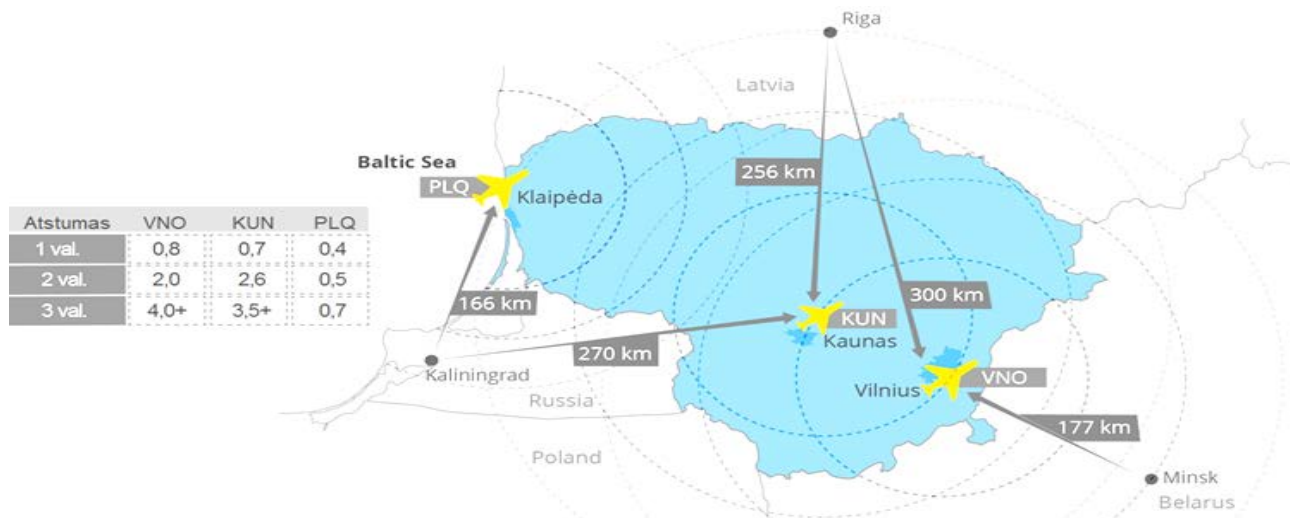 Riga
Latvia
Baltic Sea
PLQ
Klaipėda
256 km
Atstumas VNO KUN PLQ
1 val. 0,8 0,7 0,4
2 val. 2,0 2,6 0,5
3 val. 4,0+ 3,5+ 0,7
166 km
300 km
KUN
Kaunas
270 km
Kaliningrad
Vilnius
VNO
Russia
177 km
Poland
Minsk
Belarus